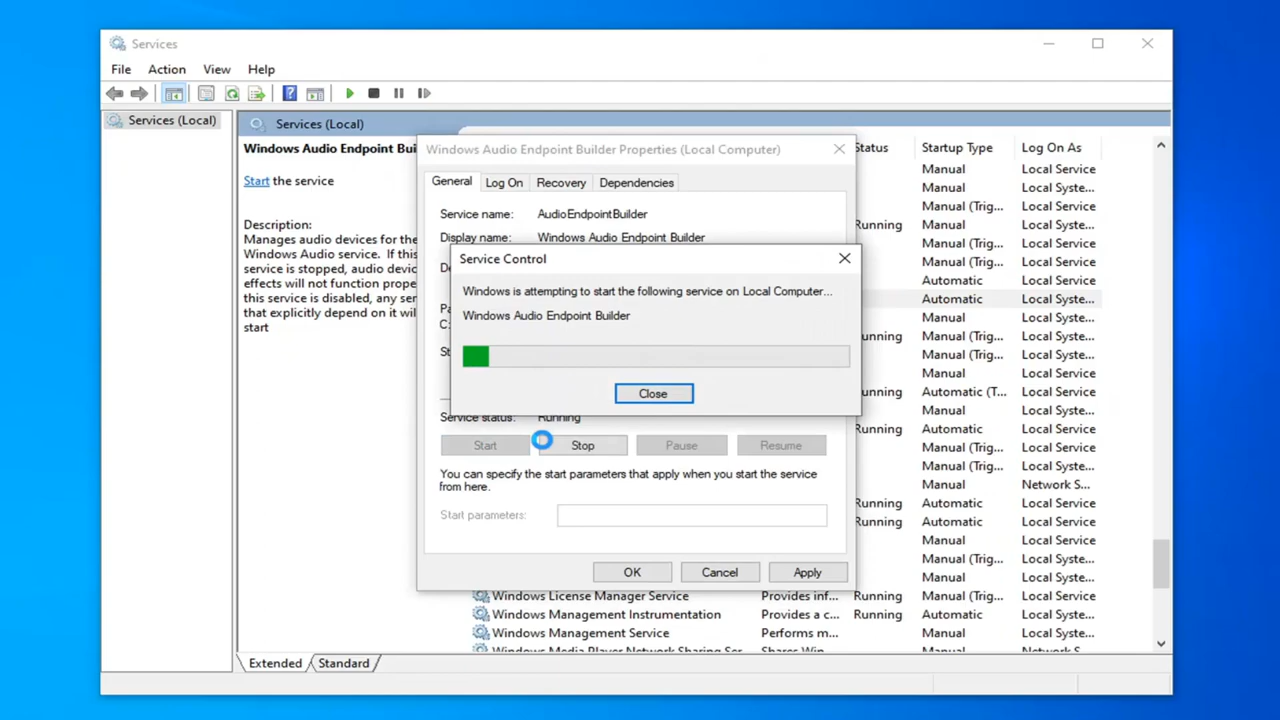 Services
File Action View Help
Services (Local)
Services (Local)
Windows Audio Endpoint Bui
Start the service
Description:
Manages audio devices for the
Windows Audio service. If this
service is stopped, audio devic
effects will not function prope
this service is disabled, any ser
that explicitly depend on it wil
start
Windows Audio Endpoint Builder Properties (Local Computer)
General Log On Recovery Dependencies
Service name: AudioEndpointBuilder
Display name: Windows Audio Endpoint Builder
Service Control
Windows is attempting to start the following service on Local Computer...
Windows Audio Endpoint Builder
Close
Service status: Running
Start Stop Pause Resume
You can specify the start parameters that apply when you start the service
from here.
Start parameters:
OK Cancel Apply
Status Startup Type Log On As
Manual Local Service
Manual Local Syste...
Manual (Trig... Local Service
Running Automatic Local Service
Manual (Trig... Local Service
Manual (Trig... Local Syste...
Automatic Local Service
Automatic Local Syste...
Manual Local Syste...
Running Manual (Trig... Local Service
Manual (Trig... Local Syste...
Manual Local Service
Running Automatic (T... Local Syste...
Manual Local Syste...
Running Automatic Local Service
Manual (Trig... Local Service
Manual (Trig... Local Syste...
Manual Network S...
Running Automatic Local Service
Running Automatic Local Service
Manual Local Service
Manual (Trig... Local Syste...
Manual Local Syste...
Windows License Manager Service Provides inf... Running Manual (Trig... Local Service
Windows Management Instrumentation Provides a c... Running Automatic Local Syste...
Windows Management Service Performs m... Manual Local Syste...
Extended Standard